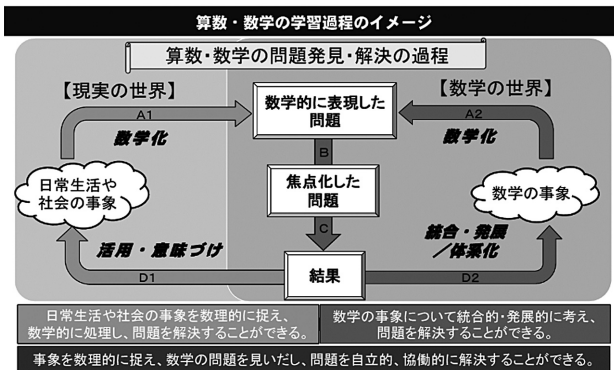 算数・数学の学習過程のイメージ
算数・数学の問題発見・解決の過程
【現実の世界】
【数学の世界】
数学的に表現した
問題
A1
A2
数学化
数学化
B
日常生活や
社会の事象
焦点化した
問題
数学の事象
C
活用・意味づけ
統合・発展
／体系化
結果
D1
D2
日常生活や社会の事象を数理的に捉え、
数学的に処理し、問題を解決することができる。
数学の事象について統合的・発展的に考え、
問題を解決することができる。
事象を数理的に捉え、数学の問題を見いだし、問題を自立的、協働的に解決することができる。